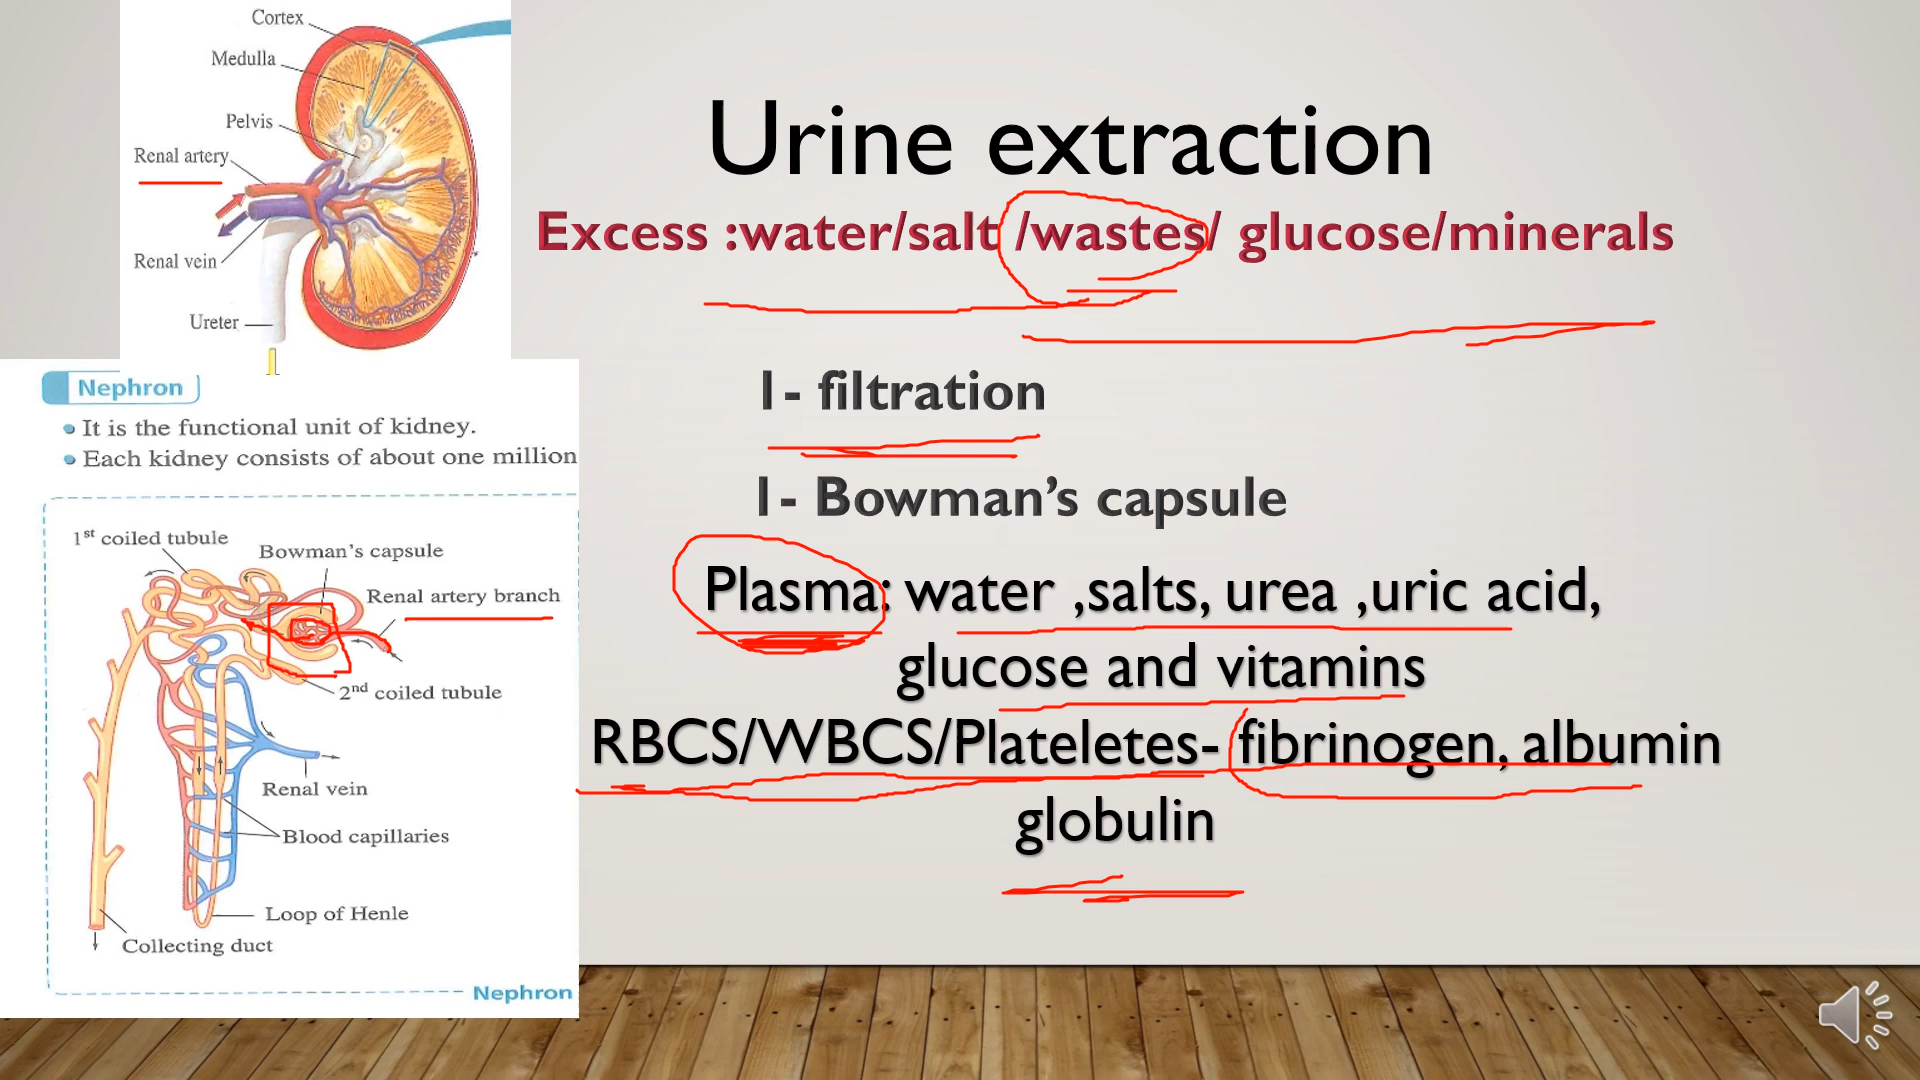 Cortex
Medulla
Pelvis
Renal artery
Renal vein
Ureter
Urine extraction
Excess :water/salt /wastes/ glucose/minerals
1- filtration
1- Bowman's capsule
Plasma: water ,salts, urea ,uric acid,
glucose and vitamins
RBCS/WBCS/Plateletes- fibrinogen, albumin
globulin
Nephron
It is the functional unit of kidney.
Each kidney consists of about one million
1st coiled tubule
Bowman's capsule
Renal artery branch
2nd coiled tubule
Renal vein
Blood capillaries
Loop of Henle
Collecting duct
Nephron